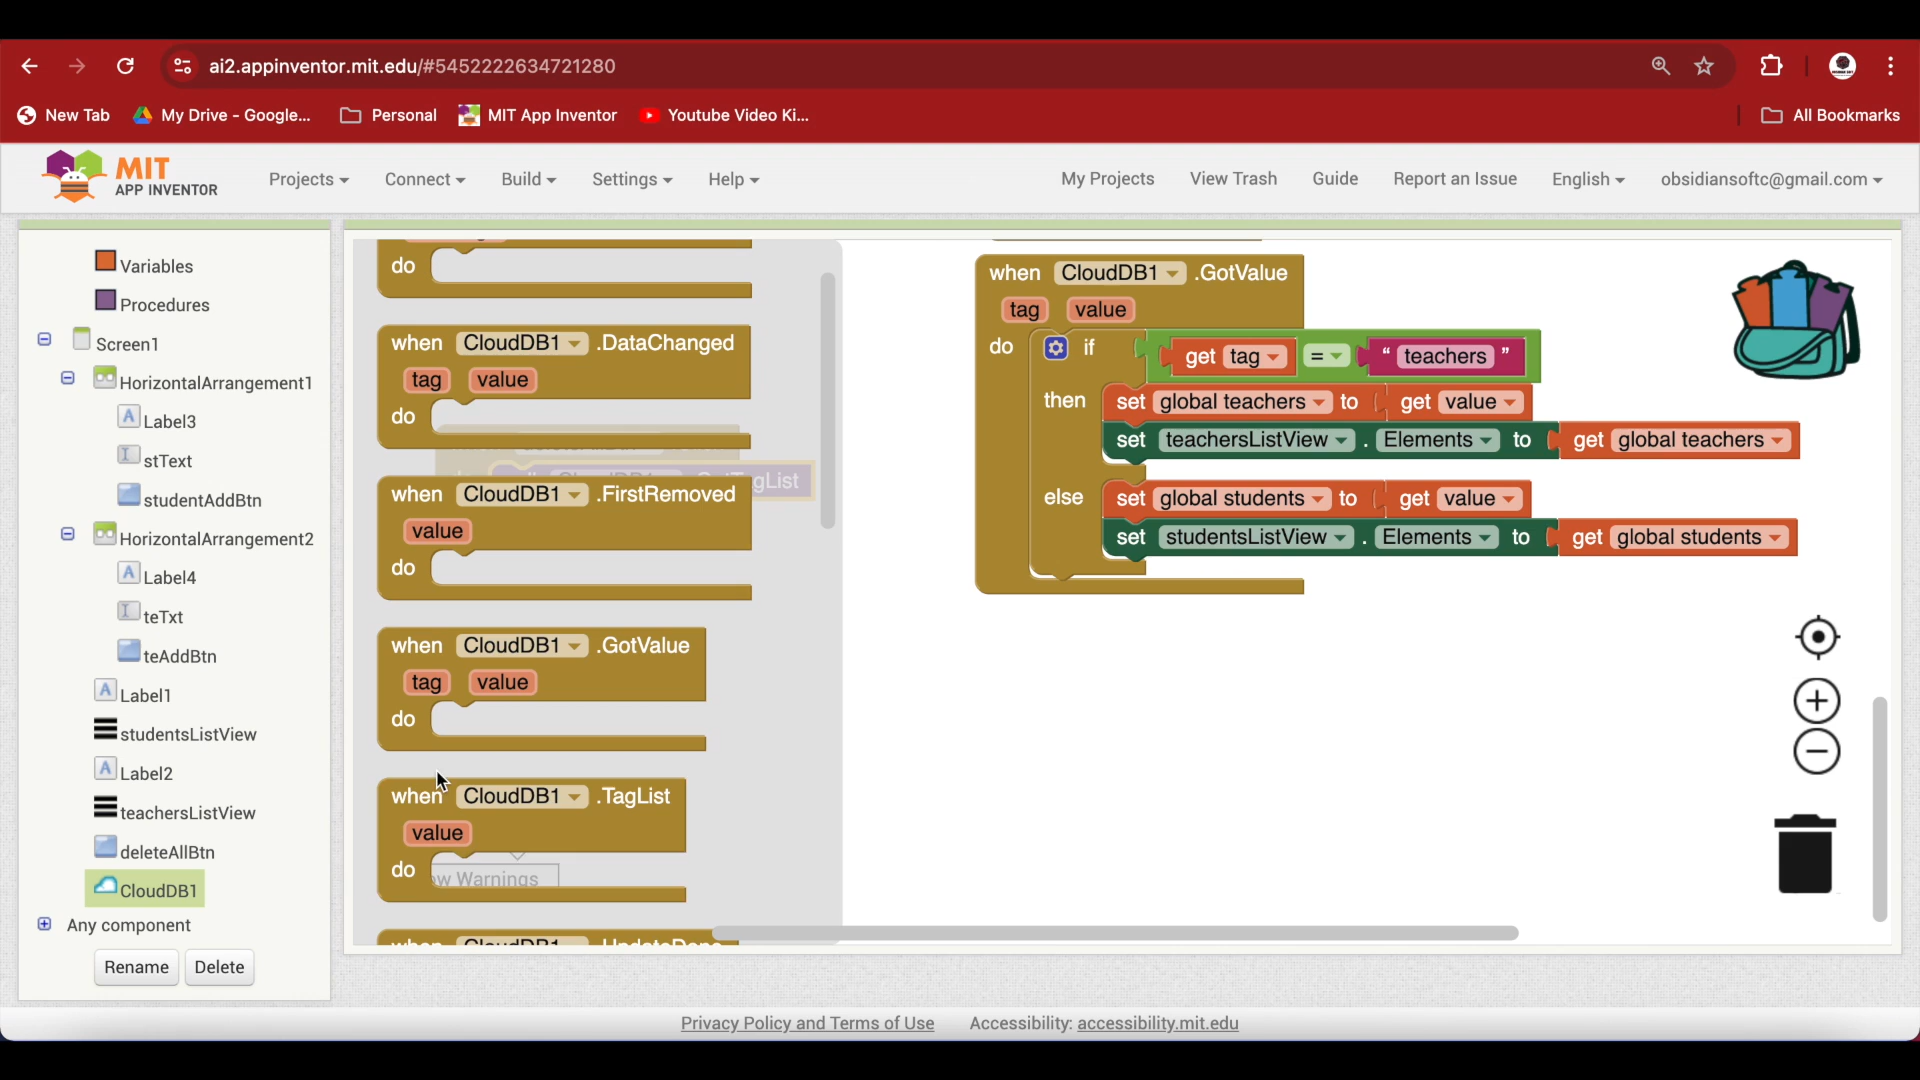 ai2.appinventor.mit.edu/#5452222634721280
New Tab My Drive - Google... Personal MIT App Inventor Youtube Video Ki... All Bookmarks
MIT
APP INVENTOR
Projects Connect Build Settings Help My Projects View Trash Guide Report an Issue English obsidiansoftc@gmail.com
Variables
Procedures
Screen1
HorizontalArrangement1
Label3
stText
studentAddBtn
HorizontalArrangement2
Label4
teTxt
teAddBtn
Label1
studentsListView
Label2
teachersListView
deleteAllBtn
CloudDB1
Any component
Rename Delete
do
when CloudDB1 .DataChanged
tag value
do
when CloudDB1 .FirstRemoved
value
do
when CloudDB1 .GotValue
tag value
do
when CloudDB1 .TagList
value
do
ow Warnings
when CloudDB1 .UpdateDone
when CloudDB1 .GotValue
tag value
do if get tag = “ teachers ”
then set global teachers to get value
set teachersListView . Elements to get global teachers
else set global students to get value
set studentsListView . Elements to get global students
Privacy Policy and Terms of Use Accessibility: accessibility.mit.edu